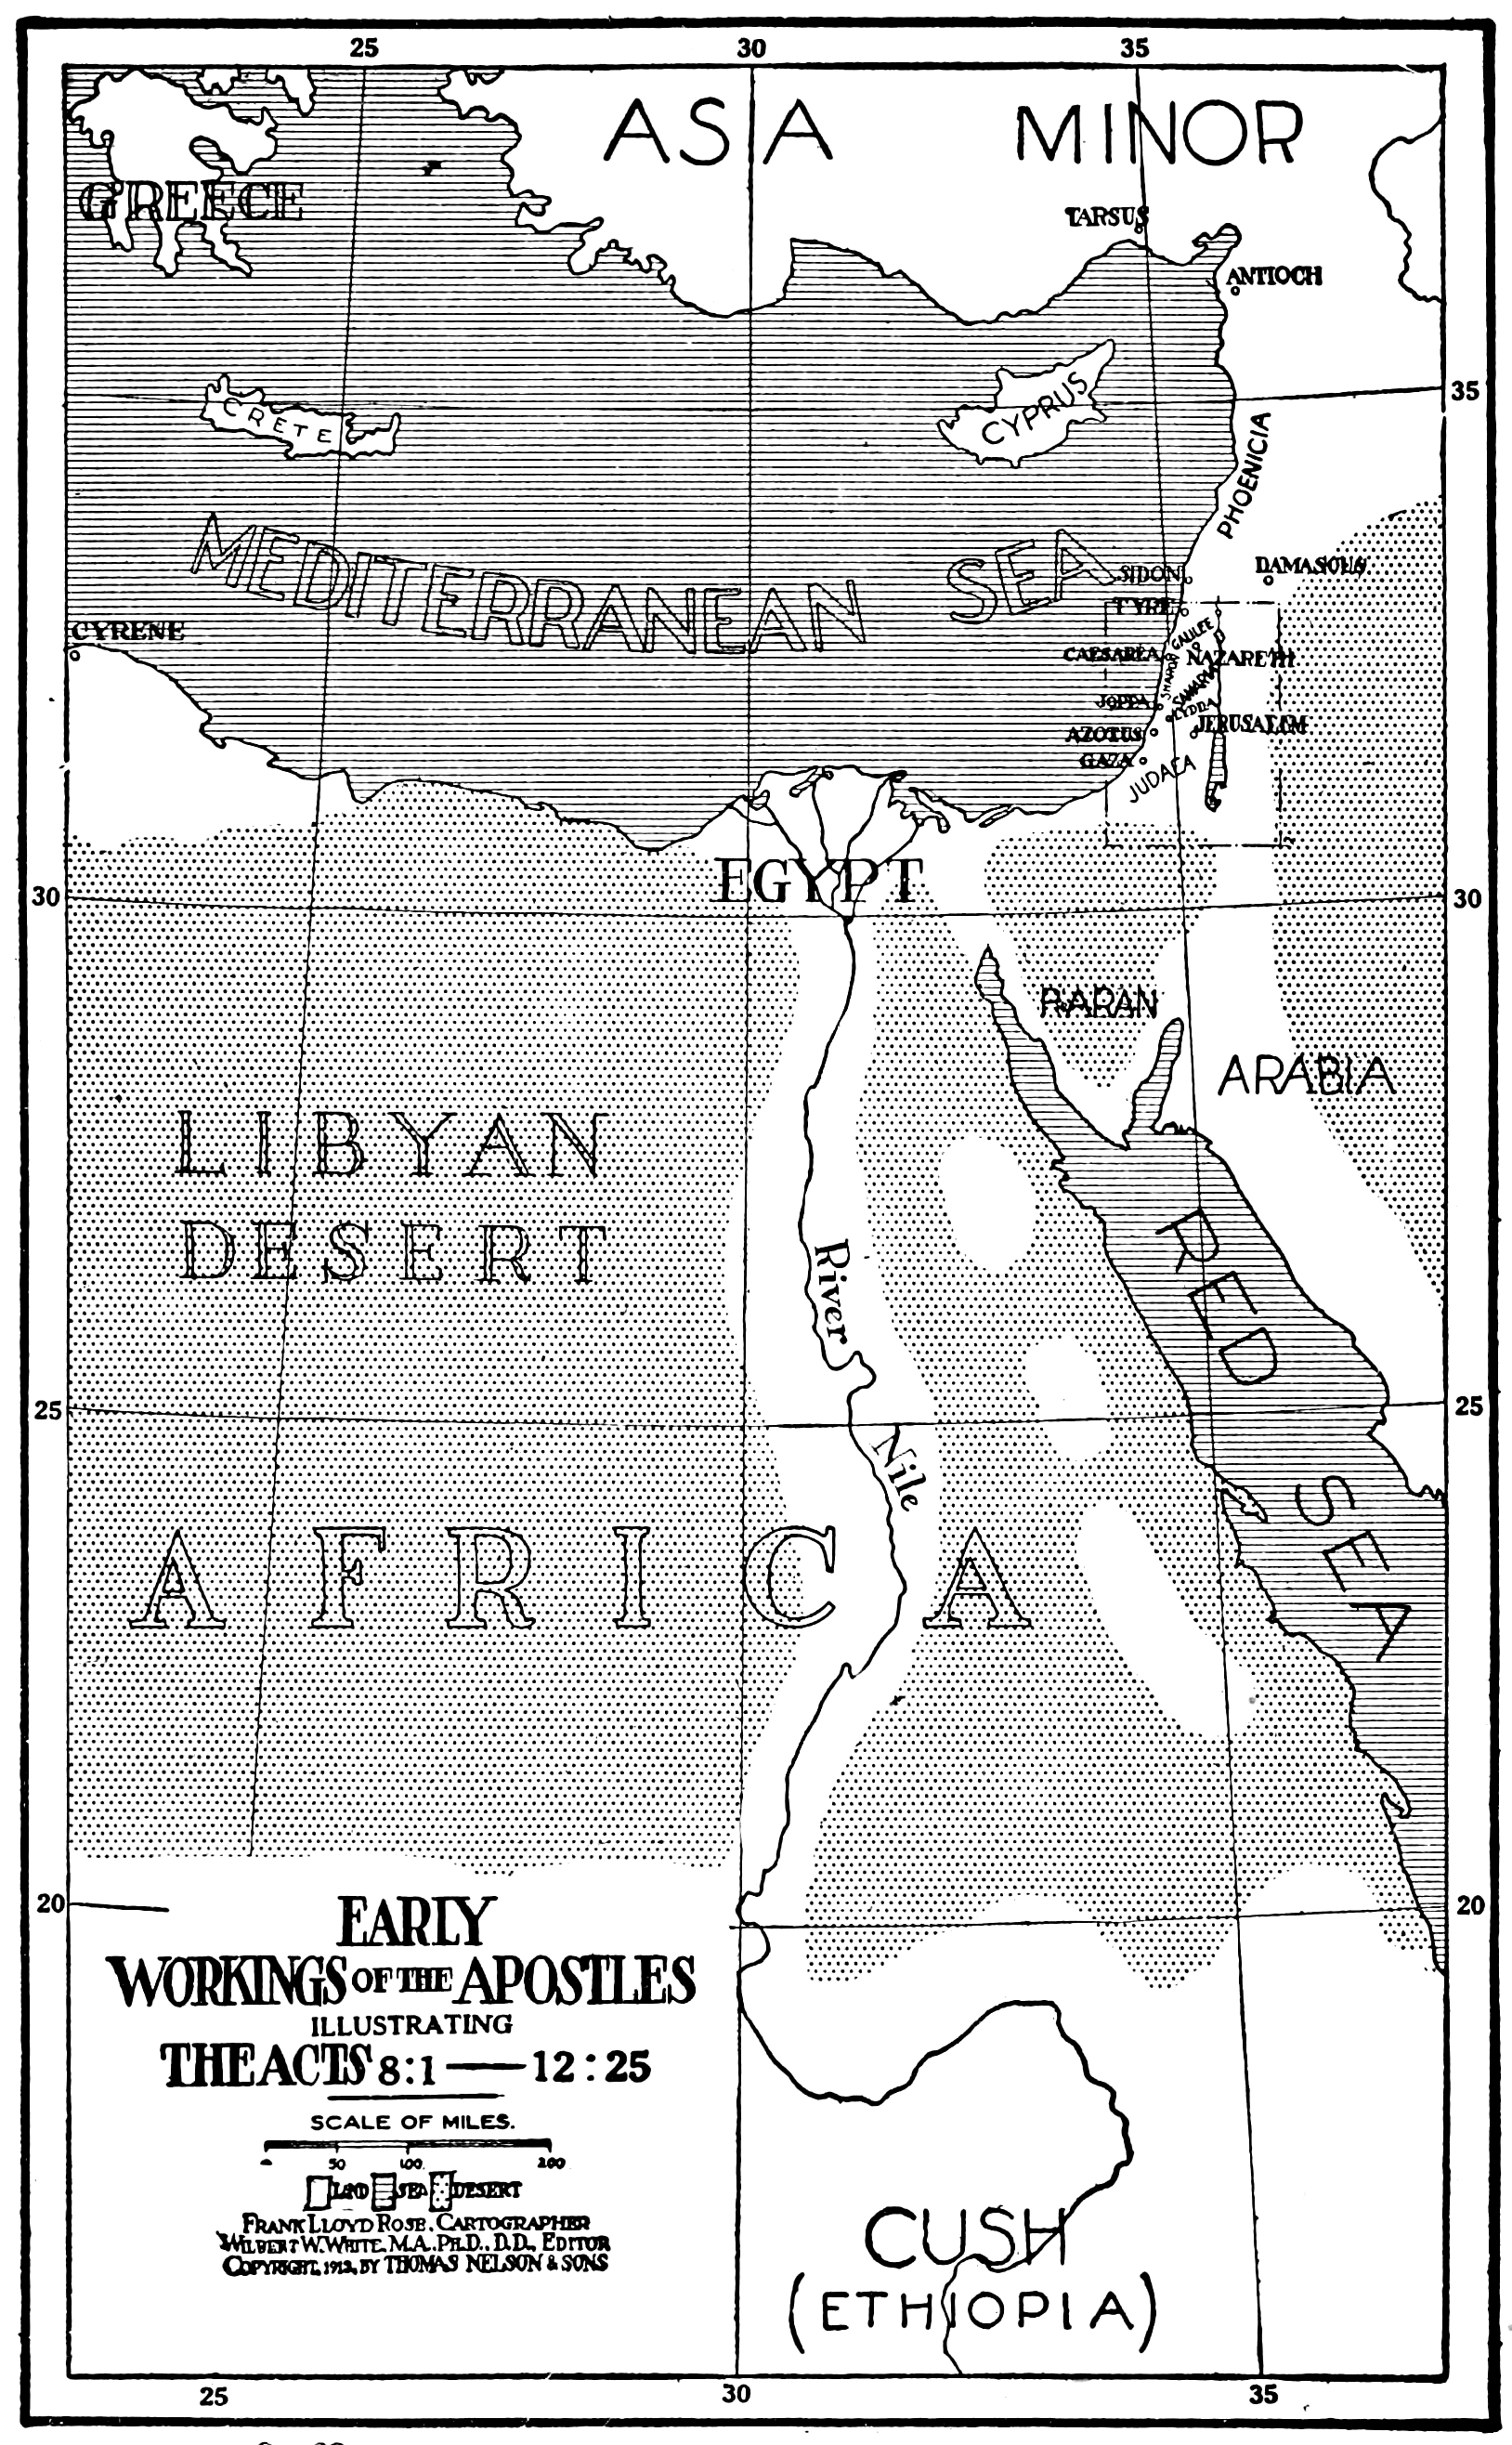 25 30 35
ASIA MINOR
GREECE
TARSUS
ANTIOCH
35
CRETE
CYPRUS
PHOENICIA
MEDITERRANEAN SEA
SIDON
DAMASCUS
TYRE
CYRENE
GALILEE
CAESAREA
NAZARETH
SHARON
SAMARIA
JOPPA
LYDDA
AZOTUS
JERUSALEM
GAZA
JUDAEA
EGYPT
30 30
PARAN
ARABIA
LIBYAN
DESERT
River Nile
RED SEA
25 25
AFRICA
20 20
EARLY
WORKINGS OF THE APOSTLES
ILLUSTRATING
THE ACTS 8:1 — 12:25
SCALE OF MILES.
50 100 200
LAND SEA DESERT
FRANK LLOYD ROSE. CARTOGRAPHER
WILBERT W. WHITE. M.A., PH.D., D.D., EDITOR
COPYRIGHT, 1912, BY THOMAS NELSON & SONS
CUSH
(ETHIOPIA)
25 30 35